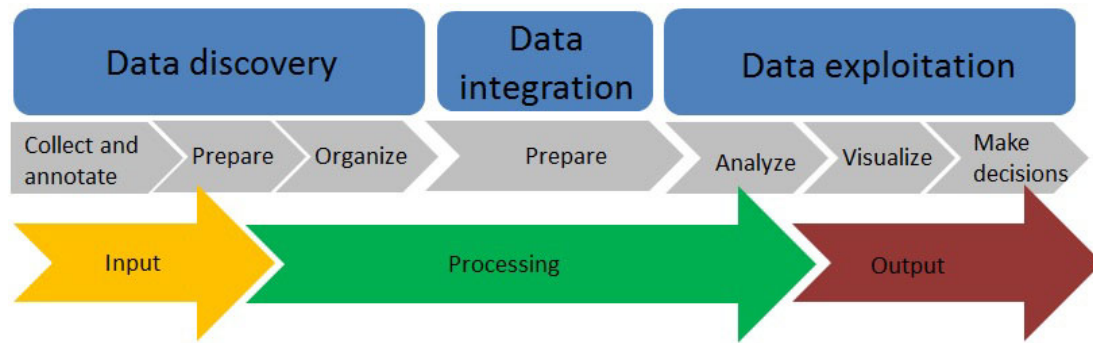 Data discovery
Data
integration
Data exploitation
Collect and
annotate
Prepare
Organize
Prepare
Analyze
Visualize
Make
decisions
Input
Processing
Output